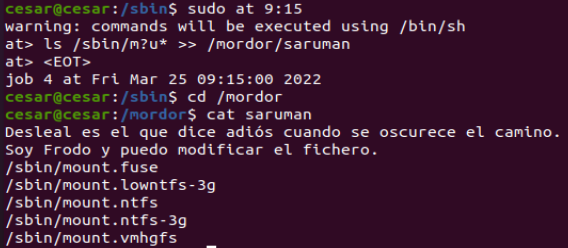 cesar@cesar:/sbin$ sudo at 9:15
warning: commands will be executed using /bin/sh
at> ls /sbin/m?u* >> /mordor/saruman
at> <EOT>
job 4 at Fri Mar 25 09:15:00 2022
cesar@cesar:/sbin$ cd /mordor
cesar@cesar:/mordor$ cat saruman
Desleal es el que dice adiós cuando se oscurece el camino.
Soy Frodo y puedo modificar el fichero.
/sbin/mount.fuse
/sbin/mount.lowntfs-3g
/sbin/mount.ntfs
/sbin/mount.ntfs-3g
/sbin/mount.vmhgfs